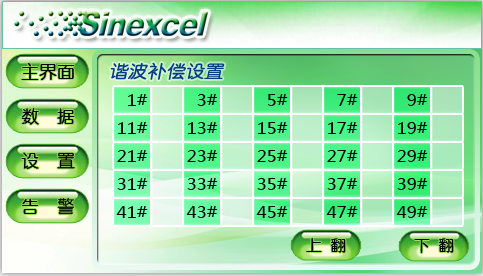 Sinexcel
主界面
数 据
设 置
告 警
谐波补偿设置
1# 3# 5# 7# 9#
11# 13# 15# 17# 19#
21# 23# 25# 27# 29#
31# 33# 35# 37# 39#
41# 43# 45# 47# 49#
上 翻 下 翻